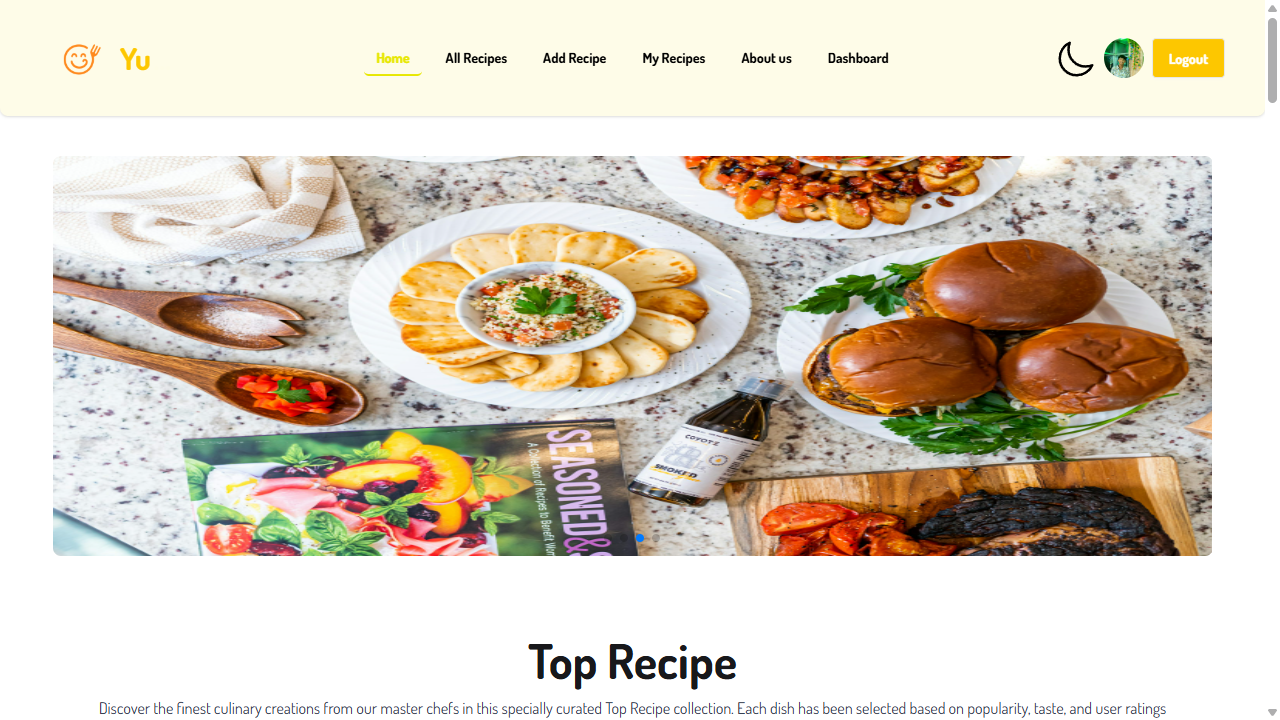 Yu
Home
All Recipes
Add Recipe
My Recipes
About us
Dashboard
Logout
SEASONED&S
A Collection of Recipes to Benefit Wom
COYOTE
SMOKED
Top Recipe
Discover the finest culinary creations from our master chefs in this specially curated Top Recipe collection. Each dish has been selected based on popularity, taste, and user ratings